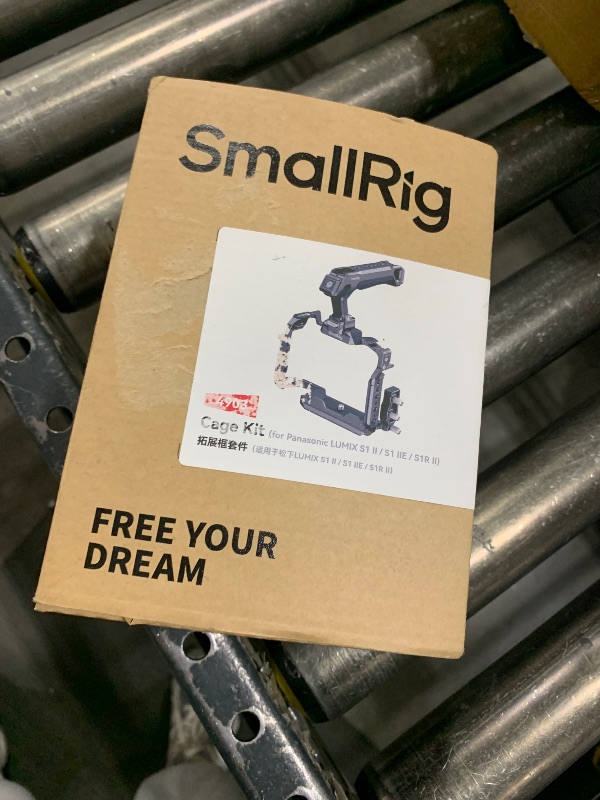 SmallRig
4903
Cage Kit (for Panasonic LUMIX S1 II / S1 IIE / S1R II)
拓展框套件（适用于松下LUMIX S1 II / S1 IIE / S1R II）
FREE YOUR
DREAM